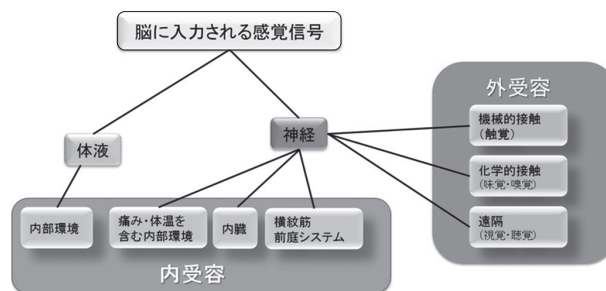 脳に入力される感覚信号
外受容
機械的接触
(触覚)
神経
体液
化学的接触
(味覚・嗅覚)
遠隔
(視覚・聴覚)
内部環境
痛み・体温を
含む内部環境
内臓
横紋筋
前庭システム
内受容